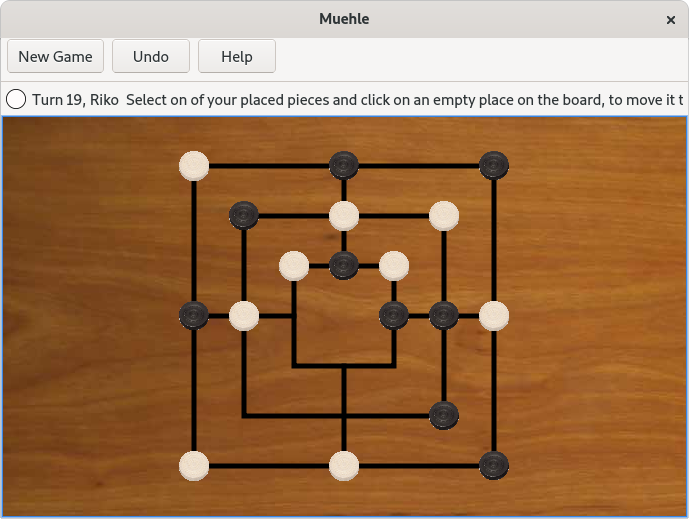 Muehle
New Game Undo Help
Turn 19, Riko Select on of your placed pieces and click on an empty place on the board, to move it t